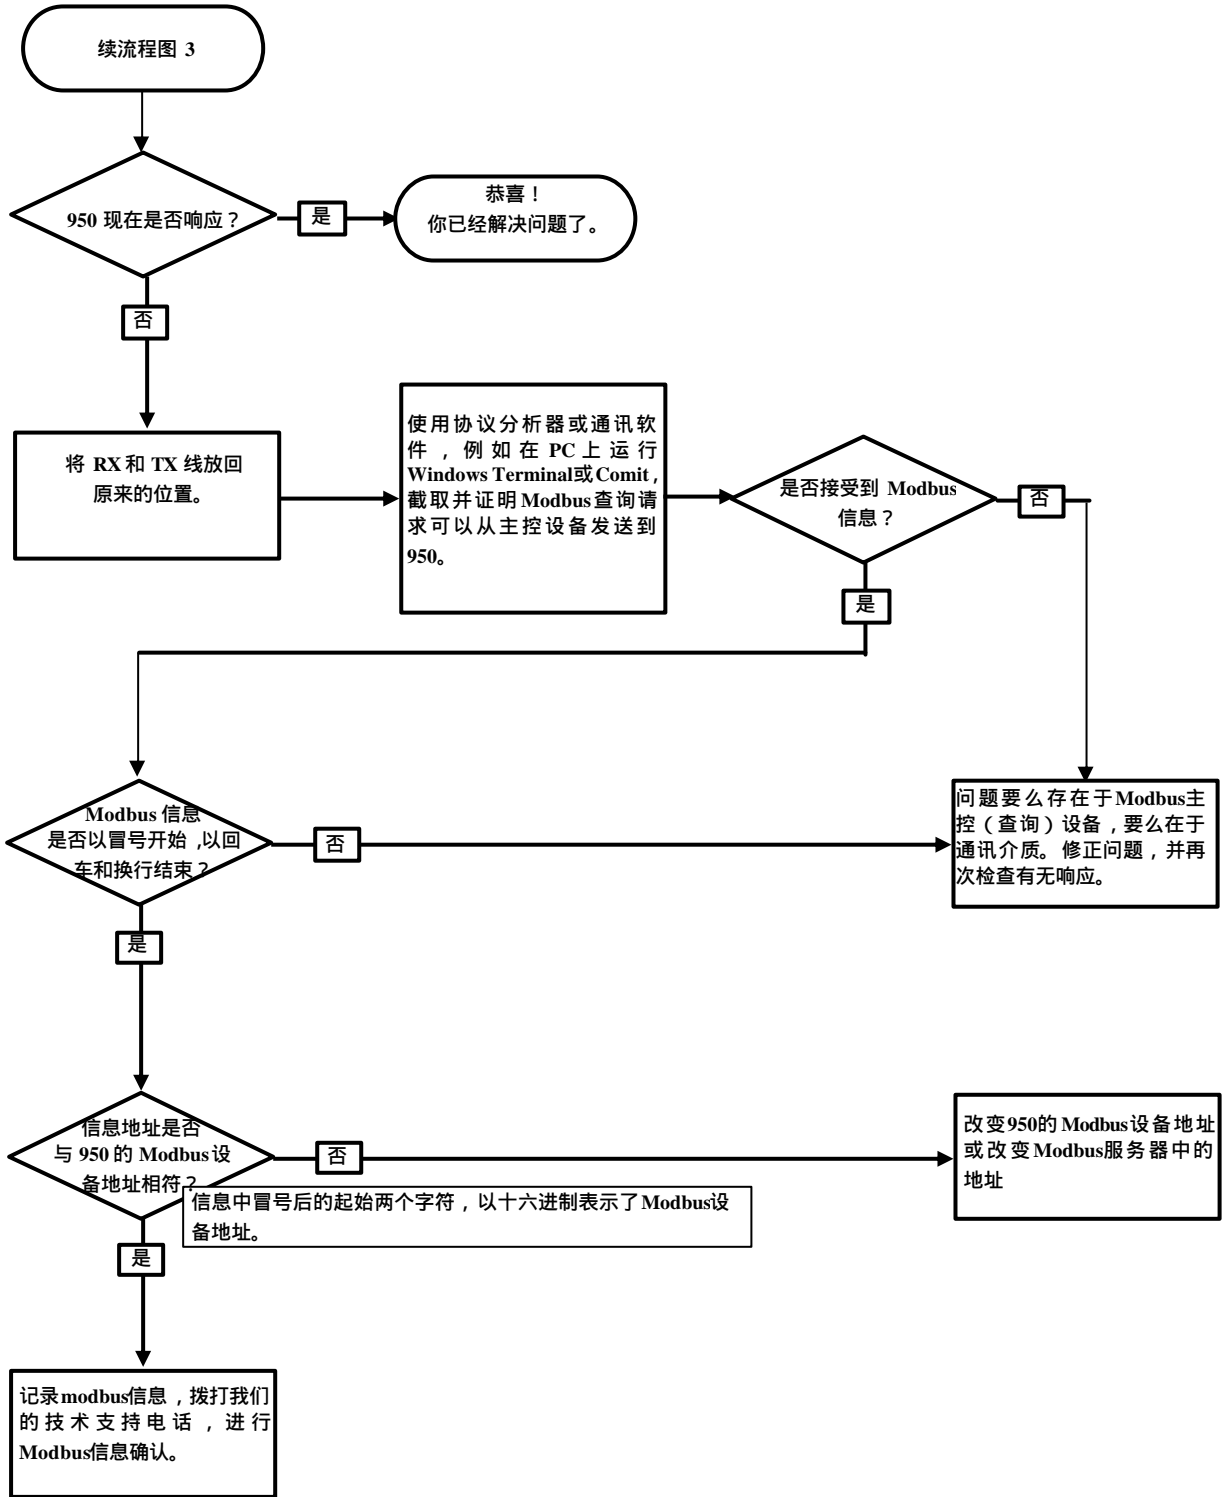 续流程图 3
950 现在是否响应？
是
恭喜！
你已经解决问题了。
否
将 RX 和 TX 线放回
原来的位置。
使用协议分析器或通讯软
件，例如在 PC 上运行
Windows Terminal或Comit，
截取并证明Modbus查询请
求可以从主控设备发送到
950。
是否接受到 Modbus
信息？
否
是
Modbus 信息
是否以冒号开始 ,以回
车和换行结束？
否
问题要么存在于Modbus主
控（查询）设备，要么在于
通讯介质。修正问题，并再
次检查有无响应。
是
信息地址是否
与 950 的 Modbus 设
备地址相符？
否
改变950的Modbus设备地址
或改变Modbus服务器中的
地址
信息中冒号后的起始两个字符，以十六进制表示了Modbus设
备地址。
是
记录modbus信息，拨打我们
的技术支持电话，进行
Modbus信息确认。